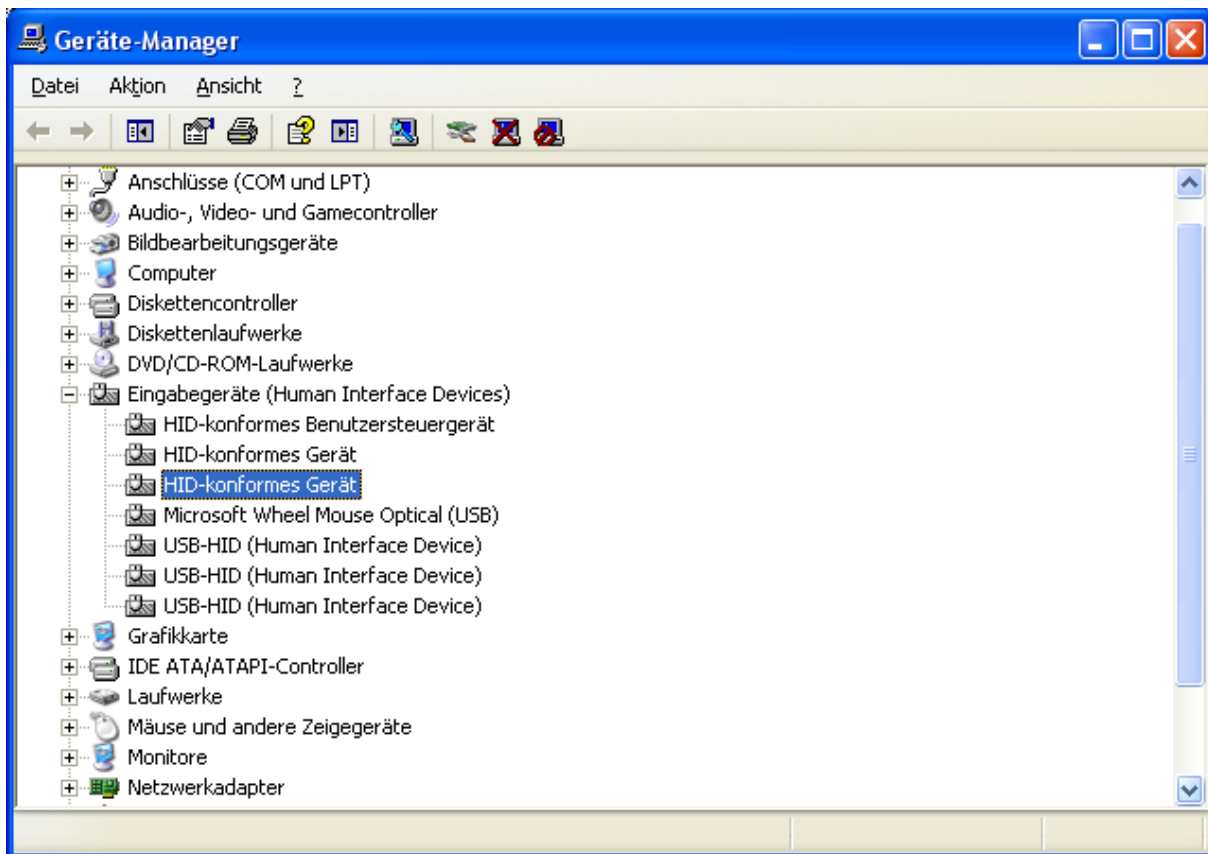 Geräte-Manager
Datei Aktion Ansicht ?
Anschlüsse (COM und LPT)
Audio-, Video- und Gamecontroller
Bildbearbeitungsgeräte
Computer
Diskettencontroller
Diskettenlaufwerke
DVD/CD-ROM-Laufwerke
Eingabegeräte (Human Interface Devices)
HID-konformes Benutzersteuergerät
HID-konformes Gerät
HID-konformes Gerät
Microsoft Wheel Mouse Optical (USB)
USB-HID (Human Interface Device)
USB-HID (Human Interface Device)
USB-HID (Human Interface Device)
Grafikkarte
IDE ATA/ATAPI-Controller
Laufwerke
Mäuse und andere Zeigegeräte
Monitore
Netzwerkadapter